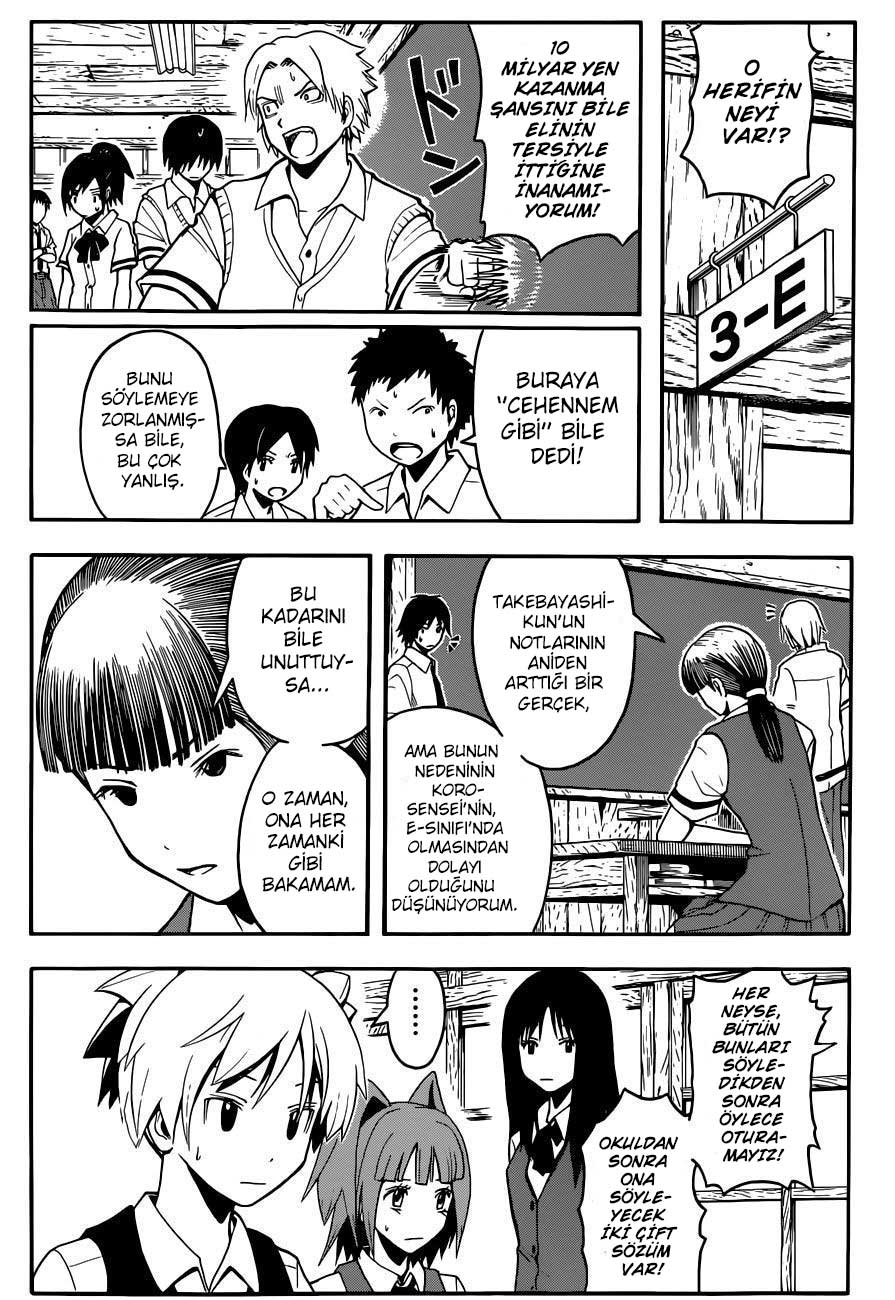 O
HERİFİN
NEYİ
VAR!?
3-E
10
MİLYAR YEN
KAZANMA
ŞANSINI BİLE
ELİNİN
TERSİYLE
İTTİĞİNE
İNANAMI-
YORUM!
ドン
BURAYA
"CEHENNEM
GİBİ" BİLE
DEDİ!
BUNU
SÖYLEMEYE
ZORLANMIŞ-
SA BİLE,
BU ÇOK
YANLIŞ.
TAKEBAYASHİ-
KUN'UN
NOTLARININ
ANİDEN
ARTTIĞI BİR
GERÇEK,
AMA BUNUN
NEDENİNİN
KORO-
SENSEİ'NİN,
E-SINIFI'NDA
OLMASINDAN
DOLAYI
OLDUĞUNU
DÜŞÜNÜYORUM.
BU
KADARINI
BİLE
UNUTTUY-
SA...
O ZAMAN,
ONA HER
ZAMANKİ
GİBİ
BAKAMAM.
HER
NEYSE,
BÜTÜN
BUNLARI
SÖYLE-
DİKDEN
SONRA
ÖYLECE
OTURA-
MAYIZ!
OKULDAN
SONRA
ONA
SÖYLE-
YECEK
İKİ ÇİFT
SÖZÜM
VAR!
......